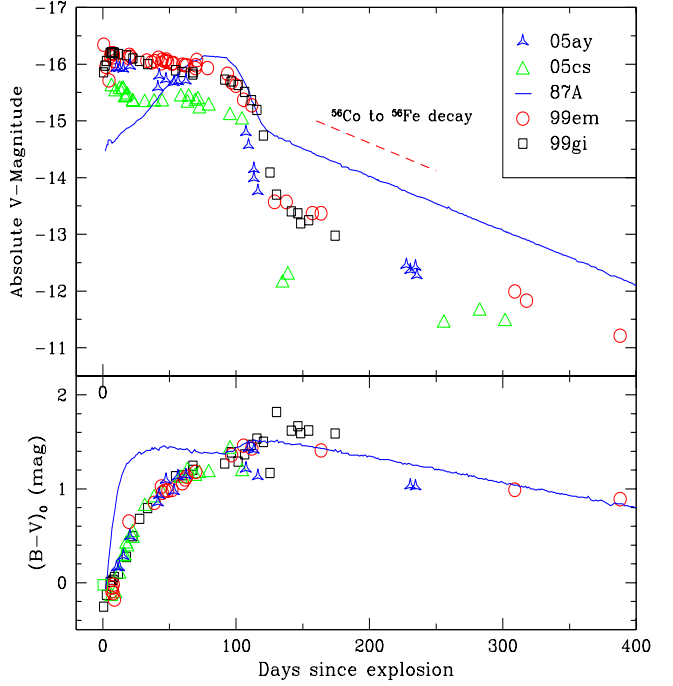 Absolute V-Magnitude
-17
-16
-15
-14
-13
-12
-11
05ay
05cs
87A
99em
99gi
⁵⁶Co to ⁵⁶Fe decay
0
(B-V)₀ (mag)
2
1
0
0 100 200 300 400
Days since explosion